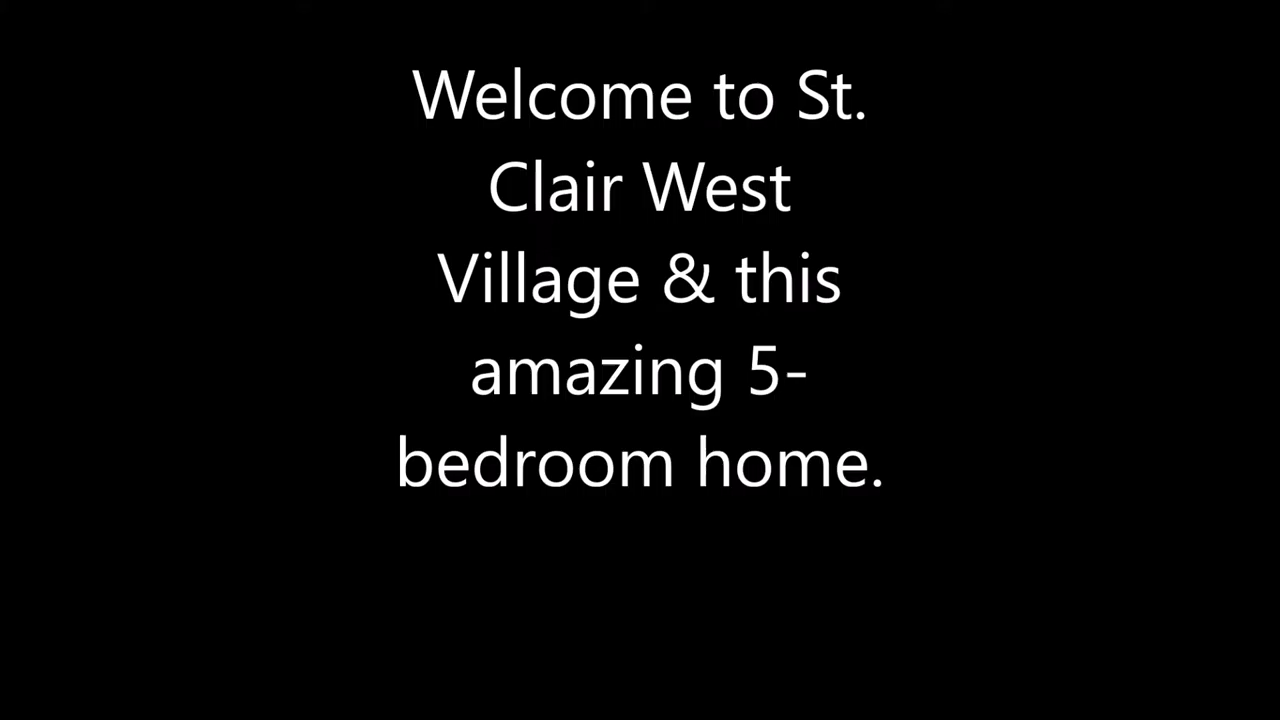 Welcome to St.
Clair West
Village & this
amazing 5-
bedroom home.